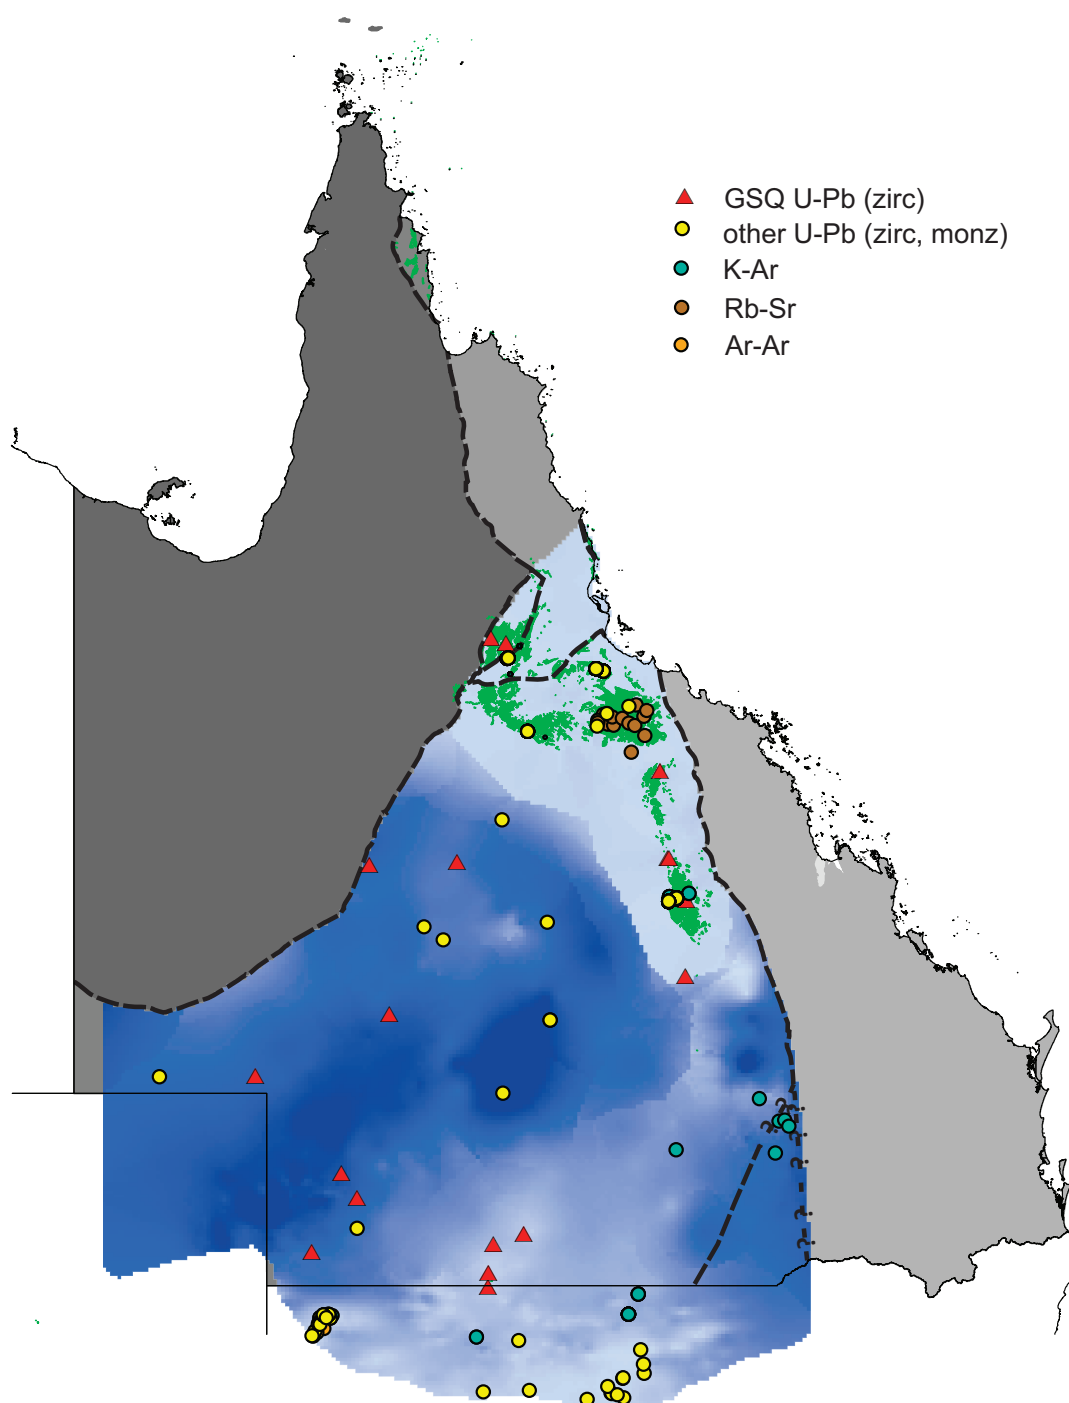 GSQ U-Pb (zirc)
other U-Pb (zirc, monz)
K-Ar
Rb-Sr
Ar-Ar
? ? ? ? ? ?